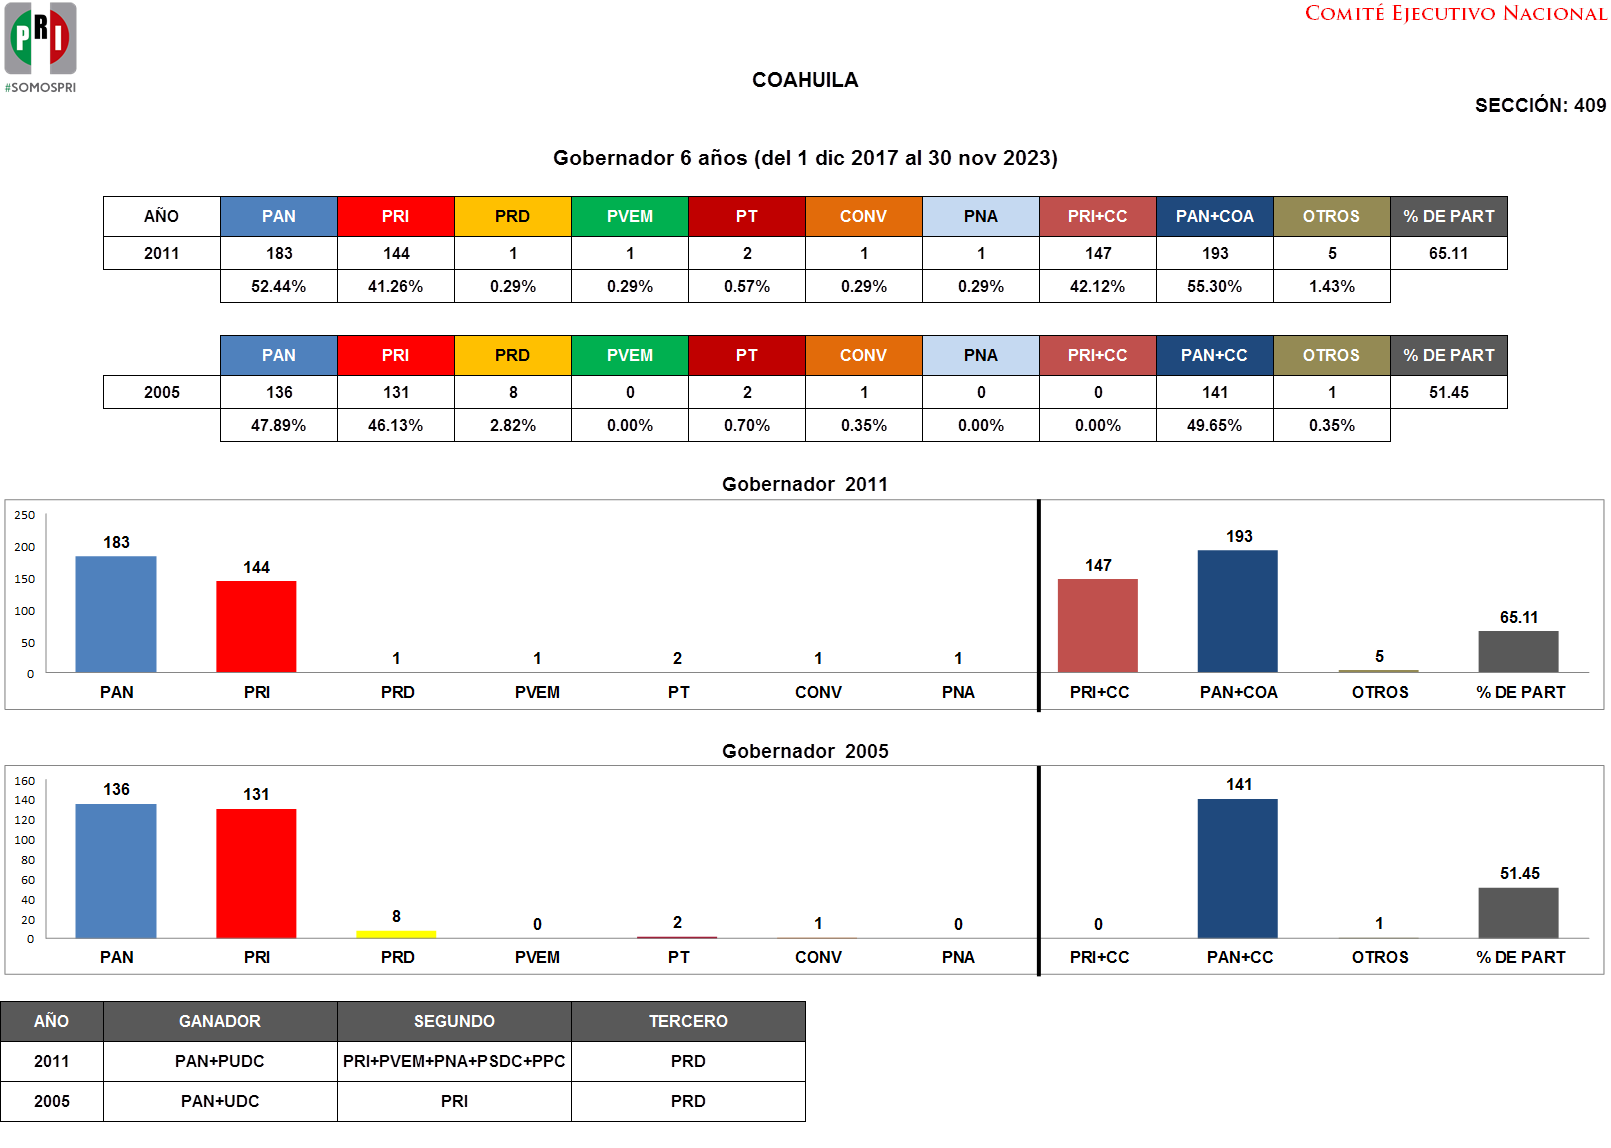 PRI
#SOMOSPRI
COMITÉ EJECUTIVO NACIONAL
COAHUILA
SECCIÓN: 409
Gobernador 6 años (del 1 dic 2017 al 30 nov 2023)
AÑO PAN PRI PRD PVEM PT CONV PNA PRI+CC PAN+COA OTROS % DE PART
2011 183 144 1 1 2 1 1 147 193 5 65.11
52.44% 41.26% 0.29% 0.29% 0.57% 0.29% 0.29% 42.12% 55.30% 1.43%
PAN PRI PRD PVEM PT CONV PNA PRI+CC PAN+CC OTROS % DE PART
2005 136 131 8 0 2 1 0 0 141 1 51.45
47.89% 46.13% 2.82% 0.00% 0.70% 0.35% 0.00% 0.00% 49.65% 0.35%
Gobernador 2011
250
200
150
100
50
0
183 144 1 1 2 1 1 147 193 5 65.11
PAN PRI PRD PVEM PT CONV PNA PRI+CC PAN+COA OTROS % DE PART
Gobernador 2005
160
140
120
100
80
60
40
20
0
136 131 8 0 2 1 0 0 141 1 51.45
PAN PRI PRD PVEM PT CONV PNA PRI+CC PAN+CC OTROS % DE PART
AÑO GANADOR SEGUNDO TERCERO
2011 PAN+PUDC PRI+PVEM+PNA+PSDC+PPC PRD
2005 PAN+UDC PRI PRD